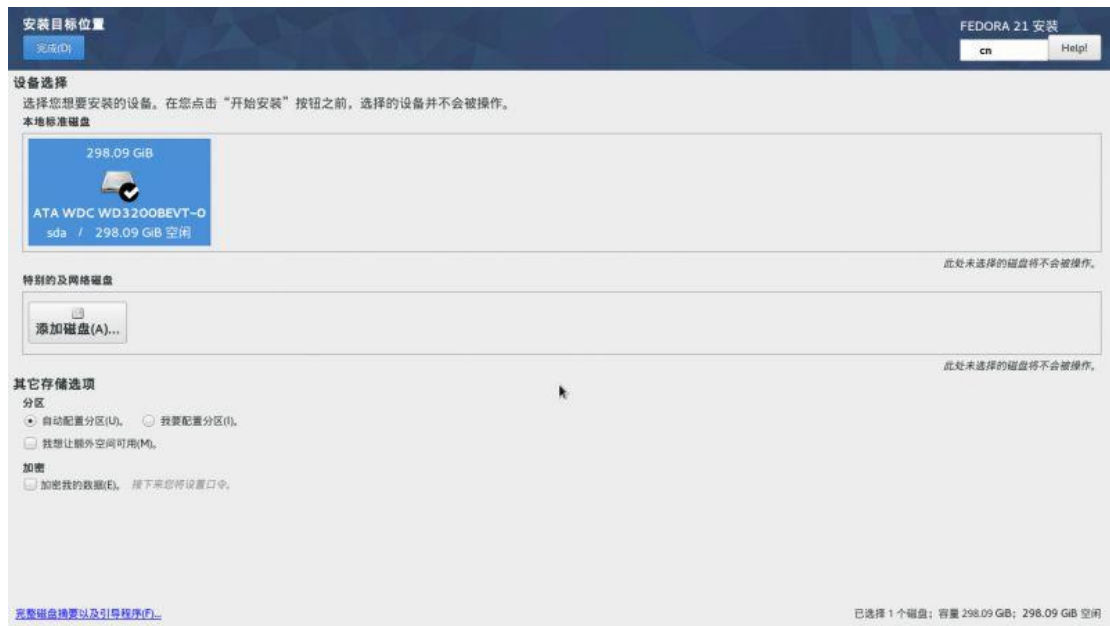 安装目标位置
FEDORA 21 安装
完成(D)
cn
Help!
设备选择
选择您想要安装的设备。在您点击“开始安装”按钮之前，选择的设备并不会被操作。
本地标准磁盘
298.09 GiB
ATA WDC WD3200BEVT-0
sda / 298.09 GiB 空闲
此处未选择的磁盘将不会被操作。
特别的及网络磁盘
添加磁盘(A)...
此处未选择的磁盘将不会被操作。
其它存储选项
分区
自动配置分区(U)。 我要配置分区(I)。
我想让额外空间可用(M)。
加密
加密我的数据(E)。 接下来您将设置口令。
完整磁盘摘要以及引导程序(F)...
已选择 1 个磁盘；容量 298.09 GiB；298.09 GiB 空闲